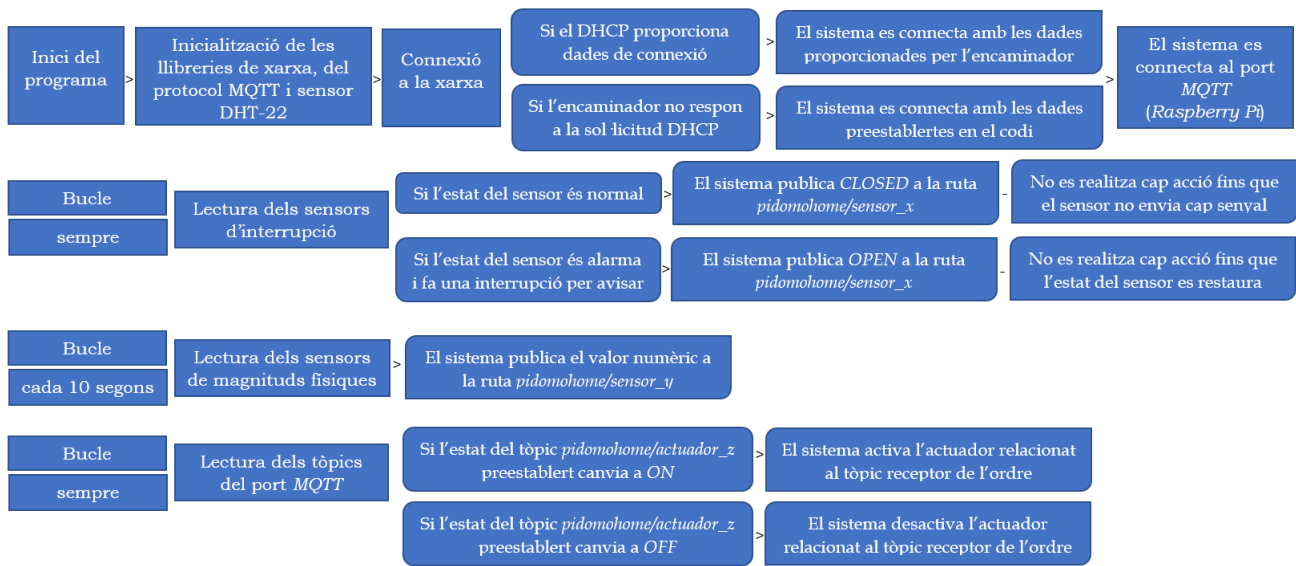 Inici del
programa
>
Inicialització de les
llibreries de xarxa, del
protocol MQTT i sensor
DHT-22
>
Connexió
a la xarxa
Si el DHCP proporciona
dades de connexió
>
El sistema es connecta amb les dades
proporcionades per l'encaminador
Si l'encaminador no respon
a la sol·licitud DHCP
>
El sistema es connecta amb les dades
preestablertes en el codi
>
El sistema es
connecta al port
MQTT
(Raspberry Pi)
Bucle
sempre
Lectura dels sensors
d'interrupció
Si l'estat del sensor és normal
>
El sistema publica CLOSED a la ruta
pidomohome/sensor_x
-
No es realitza cap acció fins que
el sensor no envia cap senyal
Si l'estat del sensor és alarma
i fa una interrupció per avisar
>
El sistema publica OPEN a la ruta
pidomohome/sensor_x
-
No es realitza cap acció fins que
l'estat del sensor es restaura
Bucle
cada 10 segons
Lectura dels sensors
de magnituds físiques
>
El sistema publica el valor numèric a
la ruta pidomohome/sensor_y
Bucle
sempre
Lectura dels tòpics
del port MQTT
Si l'estat del tòpic pidomohome/actuador_z
preestablert canvia a ON
>
El sistema activa l'actuador relacionat
al tòpic receptor de l'ordre
Si l'estat del tòpic pidomohome/actuador_z
preestablert canvia a OFF
>
El sistema desactiva l'actuador
relacionat al tòpic receptor de l'ordre